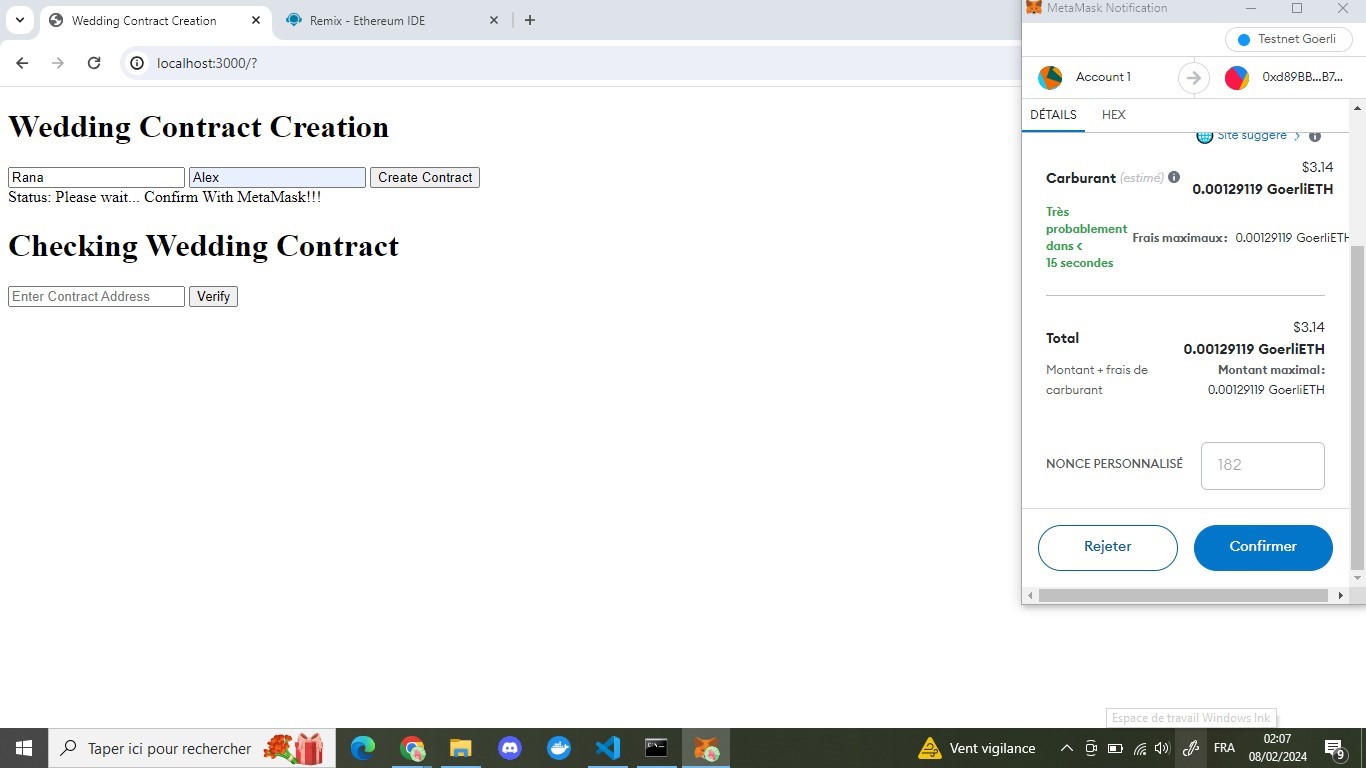 Wedding Contract Creation
Remix - Ethereum IDE
localhost:3000/?
Wedding Contract Creation
Rana
Alex
Create Contract
Status: Please wait... Confirm With MetaMask!!!
Checking Wedding Contract
Enter Contract Address
Verify
MetaMask Notification
Testnet Goerli
Account 1
0xd89BB...B7...
DÉTAILS
HEX
Site suggéré
Carburant (estimé)
$3.14
0.00129119 GoerliETH
Très
probablement
dans <
15 secondes
Frais maximaux: 0.00129119 GoerliETH
Total
$3.14
0.00129119 GoerliETH
Montant + frais de
carburant
Montant maximal:
0.00129119 GoerliETH
NONCE PERSONNALISÉ
182
Rejeter
Confirmer
Espace de travail Windows Ink
Taper ici pour rechercher
Vent vigilance
FRA
02:07
08/02/2024
9